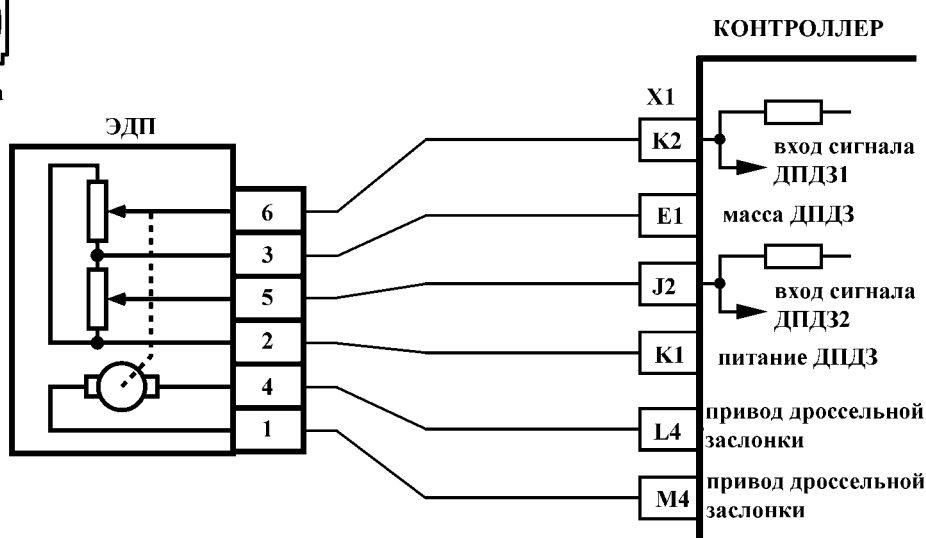 КОНТРОЛЛЕР
а
X1
ЭДП
K2
вход сигнала
ДПДЗ1
6
E1
масса ДПДЗ
3
5
J2
вход сигнала
ДПДЗ2
2
K1
питание ДПДЗ
4
L4
привод дроссельной
заслонки
1
M4
привод дроссельной
заслонки